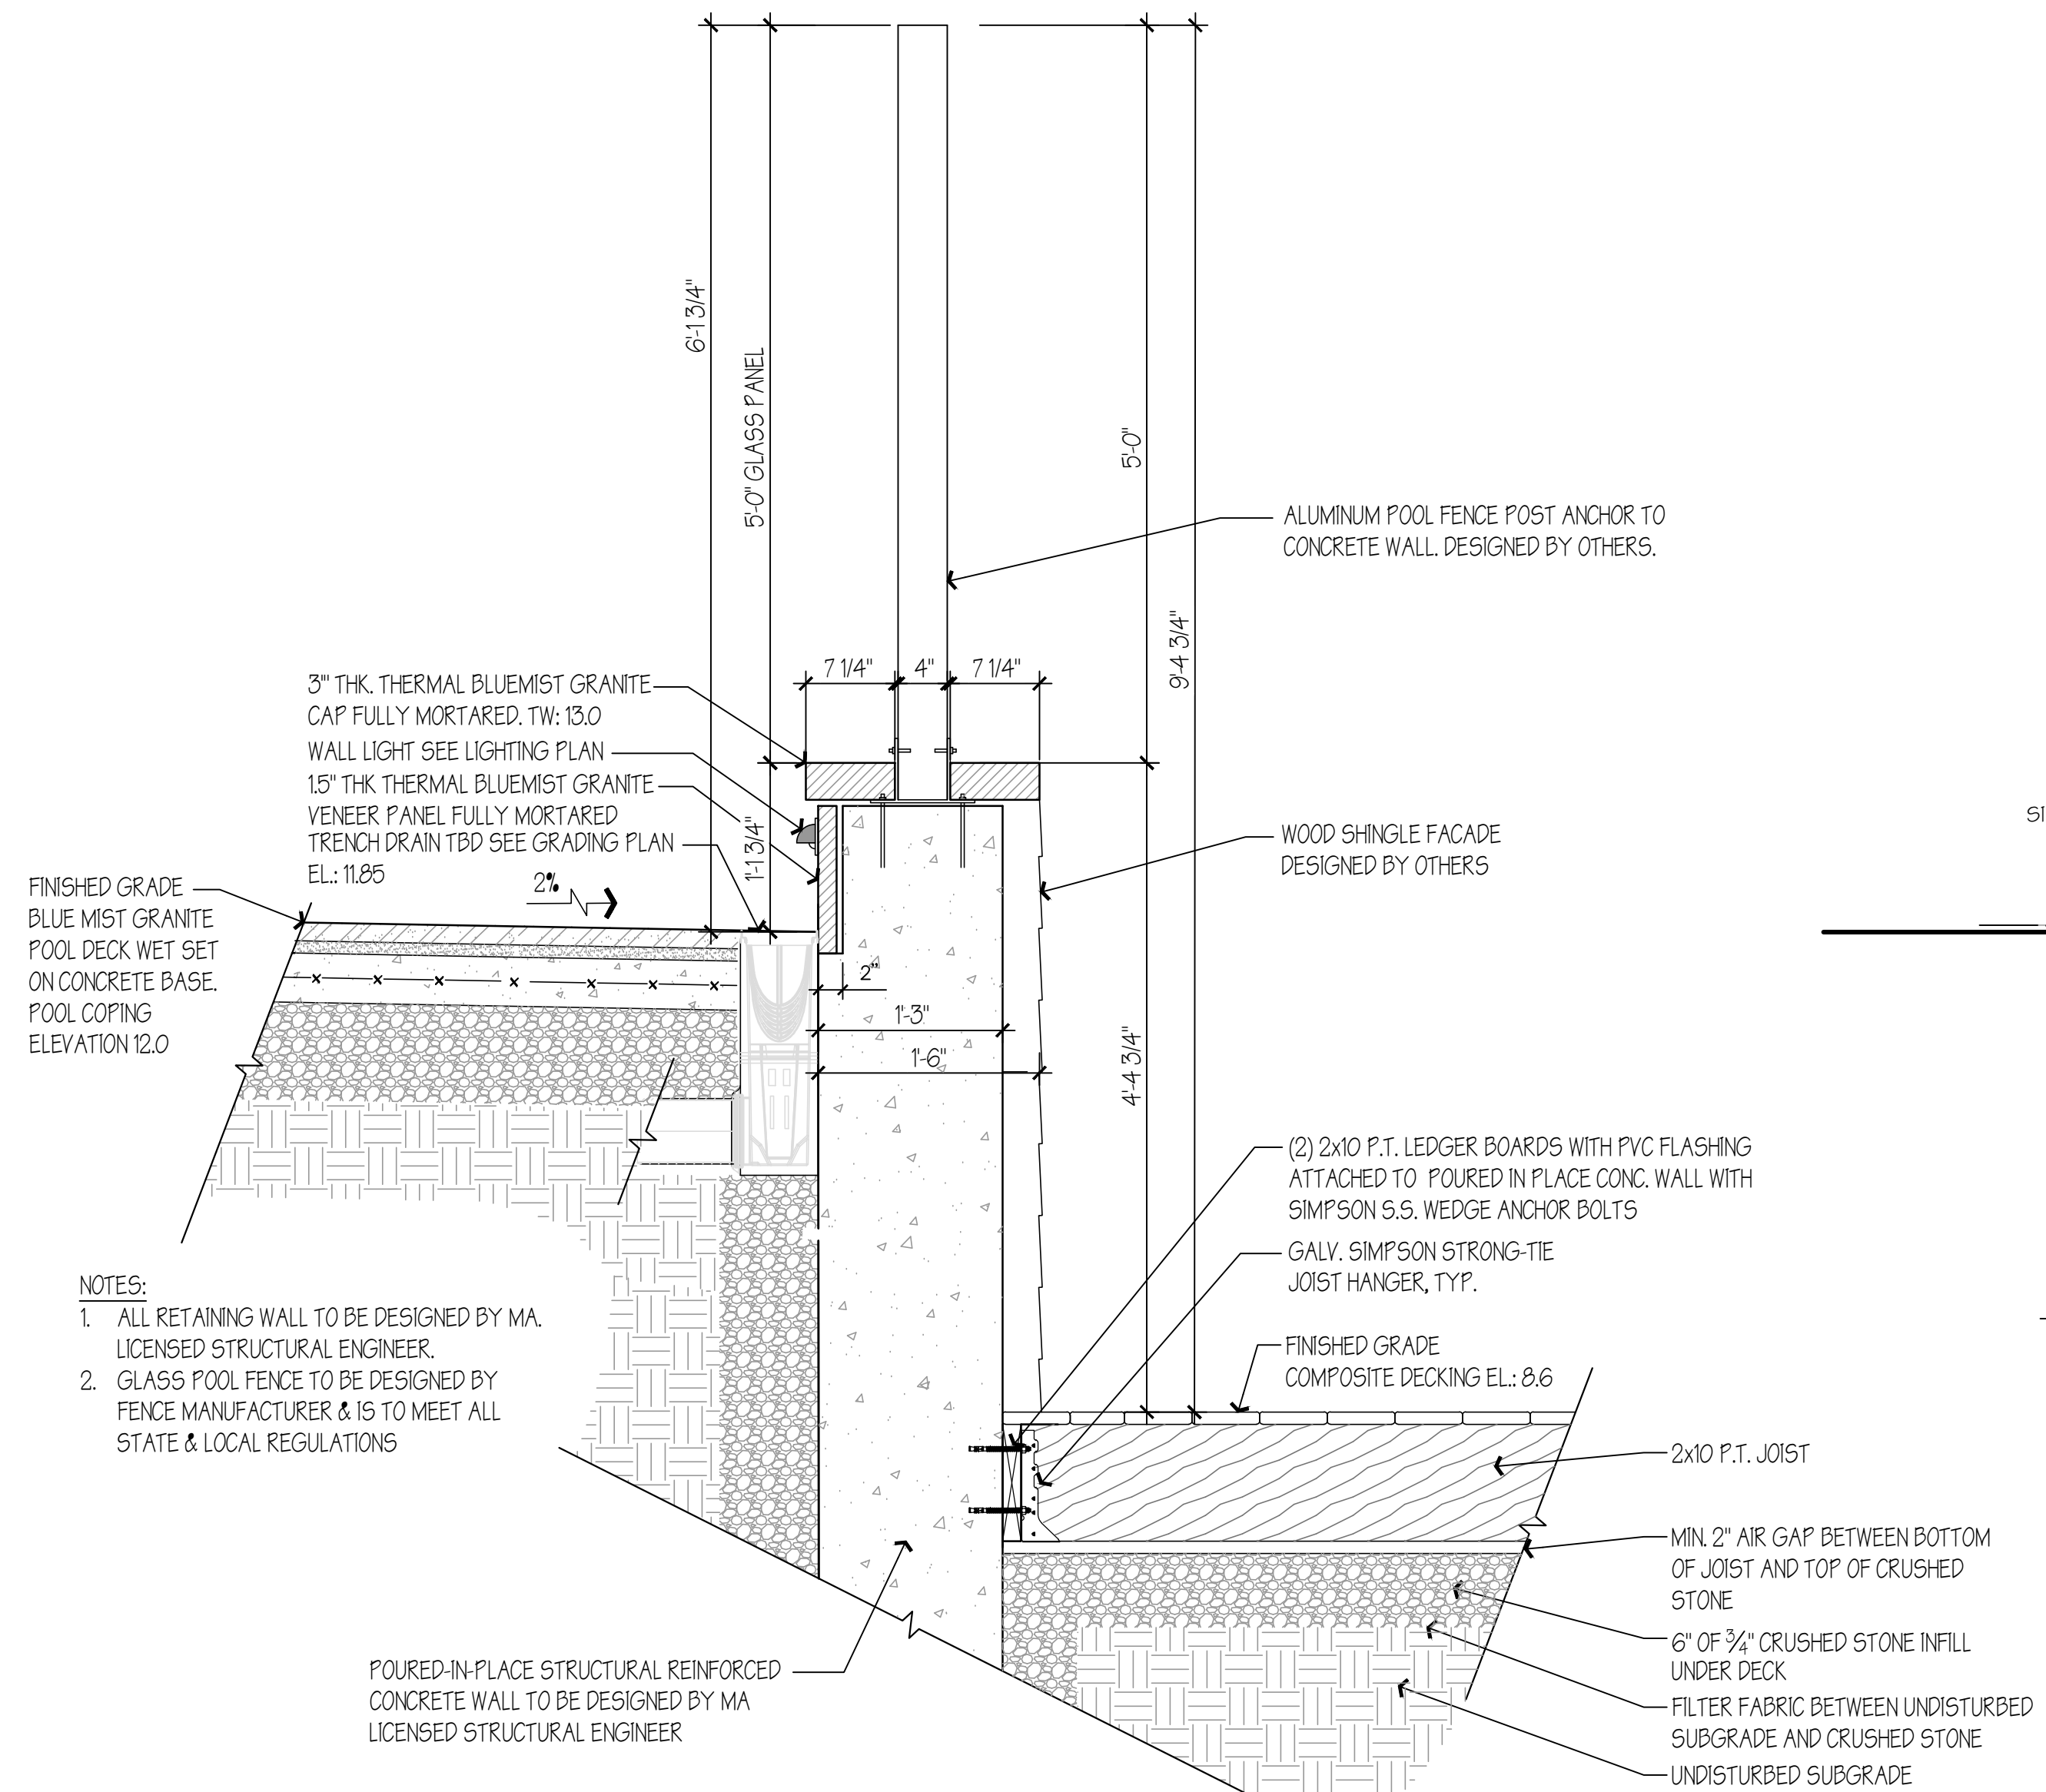 6'-1 3/4"
5'-0" GLASS PANEL
5'-0"
9'-4 3/4"
ALUMINUM POOL FENCE POST ANCHOR TO
CONCRETE WALL. DESIGNED BY OTHERS.
7 1/4"
4"
7 1/4"
3'" THK. THERMAL BLUEMIST GRANITE
CAP FULLY MORTARED. TW: 13.0
WALL LIGHT SEE LIGHTING PLAN
1.5" THK THERMAL BLUEMIST GRANITE
VENEER PANEL FULLY MORTARED
TRENCH DRAIN TBD SEE GRADING PLAN
EL.: 11.85
1'-1 3/4"
2%
WOOD SHINGLE FACADE
DESIGNED BY OTHERS
SI
FINISHED GRADE
BLUE MIST GRANITE
POOL DECK WET SET
ON CONCRETE BASE.
POOL COPING
ELEVATION 12.0
2"
1'-3"
1'-6"
4'-4 3/4"
(2) 2x10 P.T. LEDGER BOARDS WITH PVC FLASHING
ATTACHED TO POURED IN PLACE CONC. WALL WITH
SIMPSON S.S. WEDGE ANCHOR BOLTS
GALV. SIMPSON STRONG-TIE
JOIST HANGER, TYP.
FINISHED GRADE
COMPOSITE DECKING EL.: 8.6
NOTES:
1. ALL RETAINING WALL TO BE DESIGNED BY MA.
LICENSED STRUCTURAL ENGINEER.
2. GLASS POOL FENCE TO BE DESIGNED BY
FENCE MANUFACTURER & IS TO MEET ALL
STATE & LOCAL REGULATIONS
2x10 P.T. JOIST
MIN. 2" AIR GAP BETWEEN BOTTOM
OF JOIST AND TOP OF CRUSHED
STONE
6" OF 3/4" CRUSHED STONE INFILL
UNDER DECK
FILTER FABRIC BETWEEN UNDISTURBED
SUBGRADE AND CRUSHED STONE
UNDISTURBED SUBGRADE
POURED-IN-PLACE STRUCTURAL REINFORCED
CONCRETE WALL TO BE DESIGNED BY MA
LICENSED STRUCTURAL ENGINEER